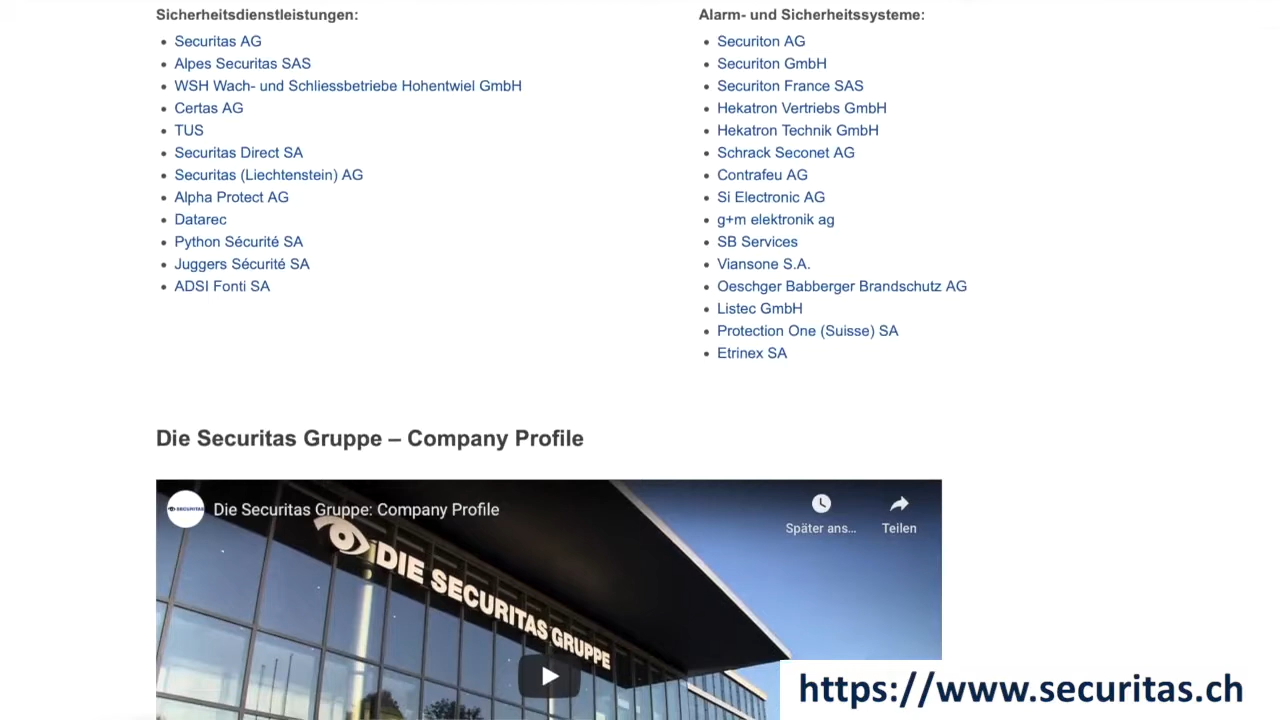 Sicherheitsdienstleistungen:
Securitas AG
Alpes Securitas SAS
WSH Wach- und Schliessbetriebe Hohentwiel GmbH
Certas AG
TUS
Securitas Direct SA
Securitas (Liechtenstein) AG
Alpha Protect AG
Datarec
Python Sécurité SA
Juggers Sécurité SA
ADSI Fonti SA
Alarm- und Sicherheitssysteme:
Securiton AG
Securiton GmbH
Securiton France SAS
Hekatron Vertriebs GmbH
Hekatron Technik GmbH
Schrack Seconet AG
Contrafeu AG
Si Electronic AG
g+m elektronik ag
SB Services
Viansone S.A.
Oeschger Babberger Brandschutz AG
Listec GmbH
Protection One (Suisse) SA
Etrinex SA
Die Securitas Gruppe – Company Profile
SECURITAS
Die Securitas Gruppe: Company Profile
Später ans...
Teilen
DIE SECURITAS GRUPPE
https://www.securitas.ch